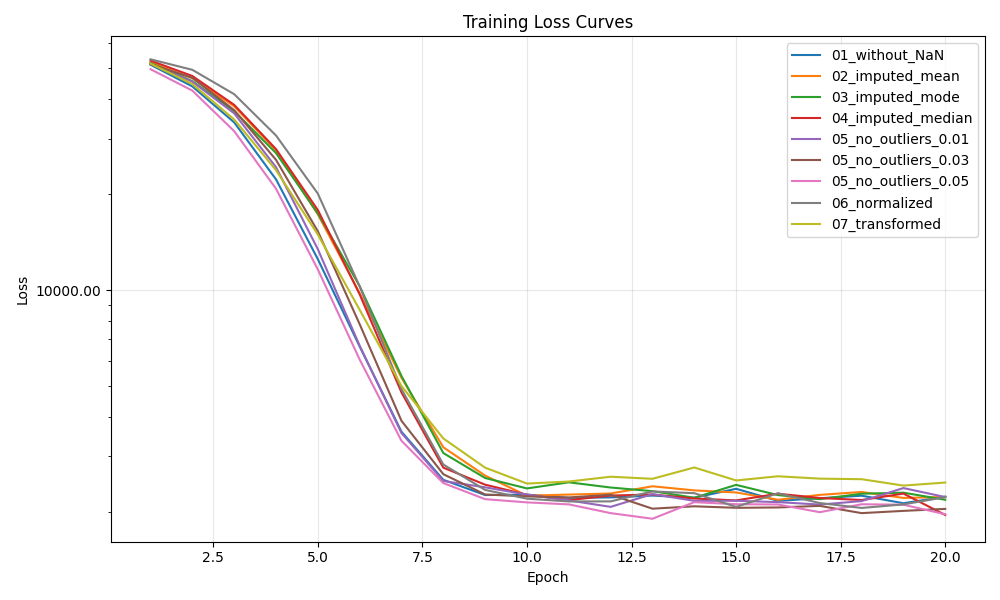 Training Loss Curves
Loss
10000.00
01_without_NaN
02_imputed_mean
03_imputed_mode
04_imputed_median
05_no_outliers_0.01
05_no_outliers_0.03
05_no_outliers_0.05
06_normalized
07_transformed
2.5 5.0 7.5 10.0 12.5 15.0 17.5 20.0
Epoch